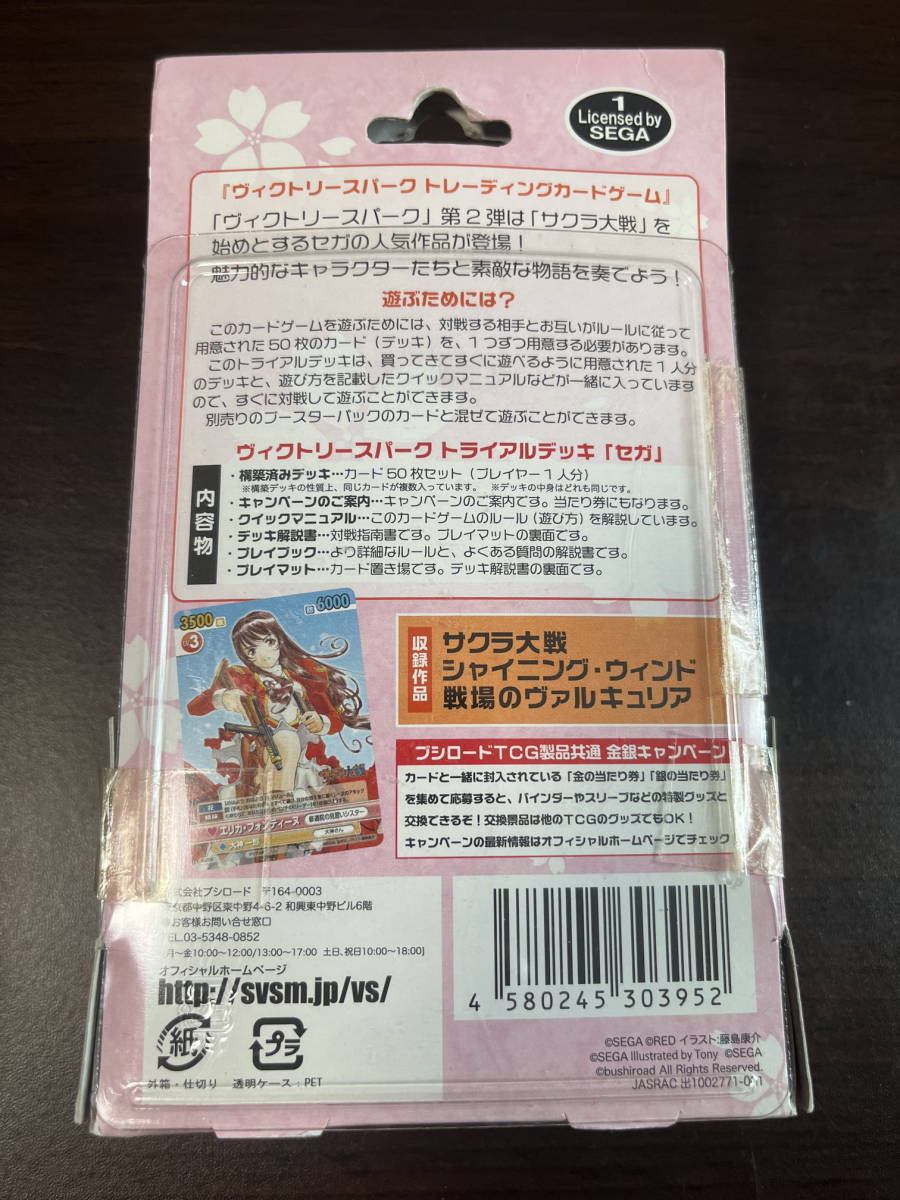 1
Licensed by
SEGA
『ヴィクトリースパーク トレーディングカードゲーム』
「ヴィクトリースパーク」第2弾は「サクラ大戦」を
始めとするセガの人気作品が登場！
魅力的なキャラクターたちと素敵な物語を奏でよう！
遊ぶためには？
このカードゲームを遊ぶためには、対戦する相手とお互いがルールに従って
用意された50枚のカード（デッキ）を、1つずつ用意する必要があります。
このトライアルデッキは、買ってきてすぐに遊べるように用意された1人分
のデッキと、遊び方を記載したクイックマニュアルなどが一緒に入っています
ので、すぐに対戦して遊ぶことができます。
別売りのブースターパックのカードと混ぜて遊ぶことができます。
ヴィクトリースパーク トライアルデッキ「セガ」
内容物
・構築済みデッキ…カード50枚セット（プレイヤー1人分）
※構築デッキの性質上、同じカードが複数入っています。 ※デッキの中身はどれも同じです。
・キャンペーンのご案内…キャンペーンのご案内です。当たり券にもなります。
・クイックマニュアル…このカードゲームのルール（遊び方）を解説しています。
・デッキ解説書…対戦指南書です。プレイマットの裏面です。
・プレイブック…より詳細なルールと、よくある質問の解説書です。
・プレイマット…カード置き場です。デッキ解説書の裏面です。
3500
6000
3
エリカ・フォンティーヌ
修道院の見習いシスター
大神 一郎
大神さん
収録作品
サクラ大戦
シャイニング・ウィンド
戦場のヴァルキュリア
ブシロードTCG製品共通 金銀キャンペーン
カードと一緒に封入されている「金の当たり券」「銀の当たり券」
を集めて応募すると、バインダーやスリーブなどの特製グッズと
交換できるぞ！交換景品は他のTCGのグッズでもOK！
キャンペーンの最新情報はオフィシャルホームページでチェック
式会社ブシロード 〒164-0003
京都中野区東中野4-6-2 和興東中野ビル6階
お客様お問い合せ窓口
TEL.03-5348-0852
月～金10:00～12:00/13:00～17:00 土日、祝日10:00～18:00]
オフィシャルホームページ
http://svsm.jp/vs/
紙
プラ
外箱・仕切り 透明ケース：PET
4 580245 303952
©SEGA ©RED イラスト:藤島康介
©SEGA Illustrated by Tony ©SEGA
©bushiroad All Rights Reserved.
JASRAC 出1002771-001